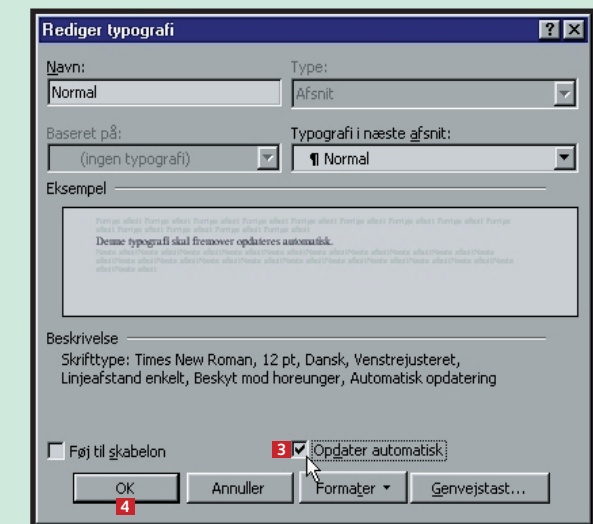 Rediger typografi
Navn: Type:
Normal Afsnit
Baseret på: Typografi i næste afsnit:
(ingen typografi) ¶ Normal
Eksempel
Denne typografi skal fremover opdateres automatisk.
Beskrivelse
Skrifttype: Times New Roman, 12 pt, Dansk, Venstrejusteret,
Linjeafstand enkelt, Beskyt mod horeunger, Automatisk opdatering
Føj til skabelon 3 Opdater automatisk
OK Annuller Formater Genvejstast...
4